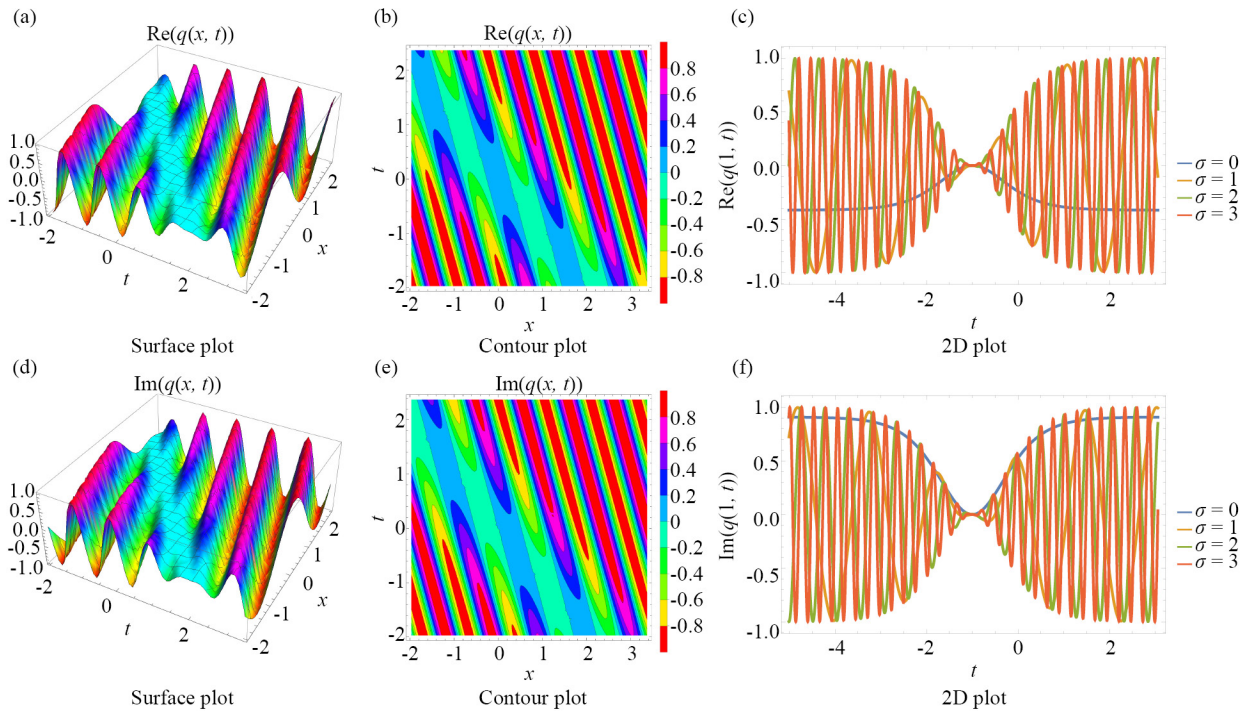 (a)
Re(q(x, t))
1.0
0.5
0.0
-0.5
-1.0
-2
0
2
t
-2
-1
0
1
2
x
Surface plot
(b)
Re(q(x, t))
2
1
0
-1
-2
t
-2 -1 0 1 2 3
x
0.8
0.6
0.4
0.2
0
-0.2
-0.4
-0.6
-0.8
Contour plot
(c)
Re(q(1, t))
1.0
0.5
0.0
-0.5
-1.0
-4 -2 0 2
t
σ = 0
σ = 1
σ = 2
σ = 3
2D plot
(d)
Im(q(x, t))
1.0
0.5
0.0
-0.5
-1.0
-2
0
2
t
-2
-1
0
1
2
x
Surface plot
(e)
Im(q(x, t))
2
1
0
-1
-2
t
-2 -1 0 1 2 3
x
0.8
0.6
0.4
0.2
0
-0.2
-0.4
-0.6
-0.8
Contour plot
(f)
Im(q(1, t))
1.0
0.5
0.0
-0.5
-1.0
-4 -2 0 2
t
σ = 0
σ = 1
σ = 2
σ = 3
2D plot